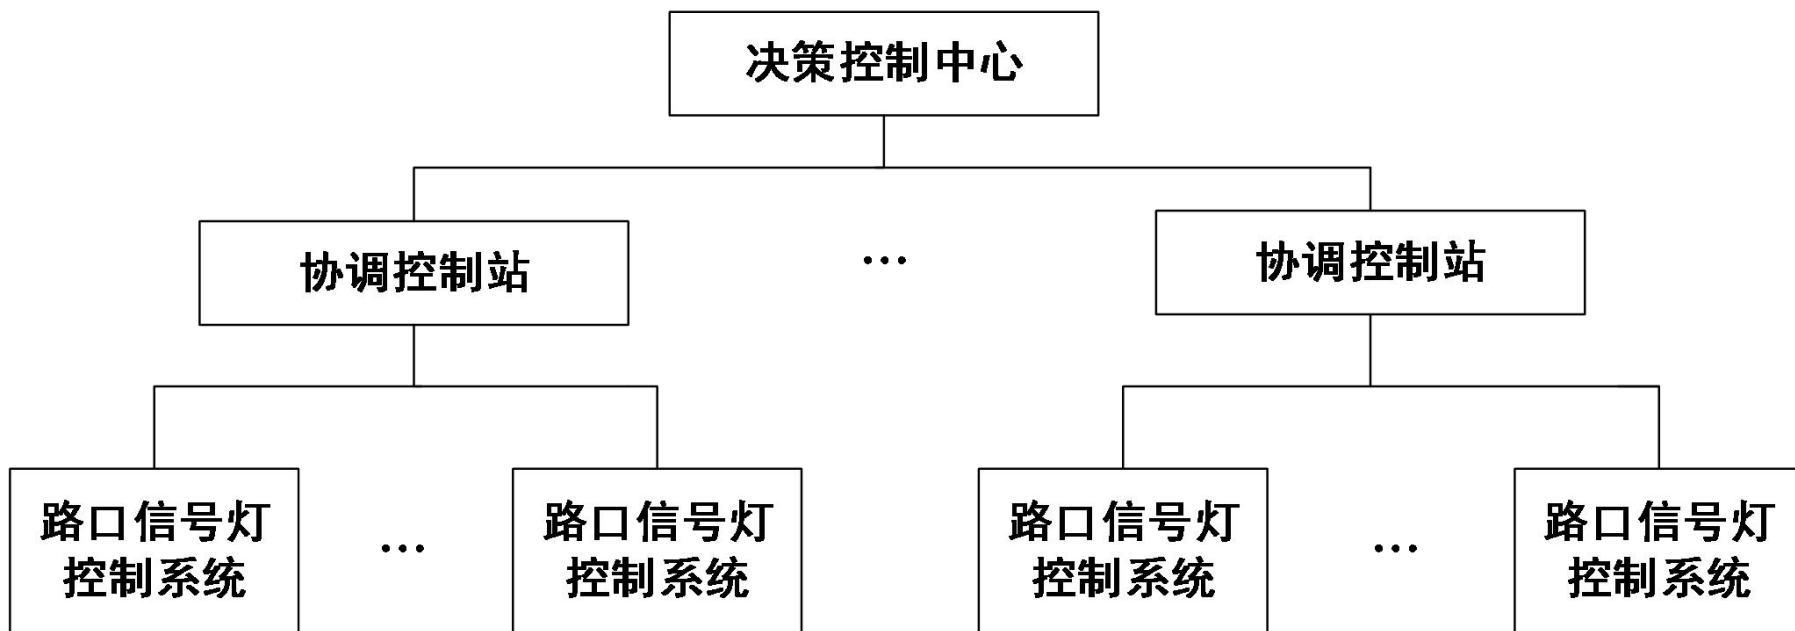 决策控制中心
协调控制站
…
协调控制站
路口信号灯
控制系统
…
路口信号灯
控制系统
路口信号灯
控制系统
…
路口信号灯
控制系统